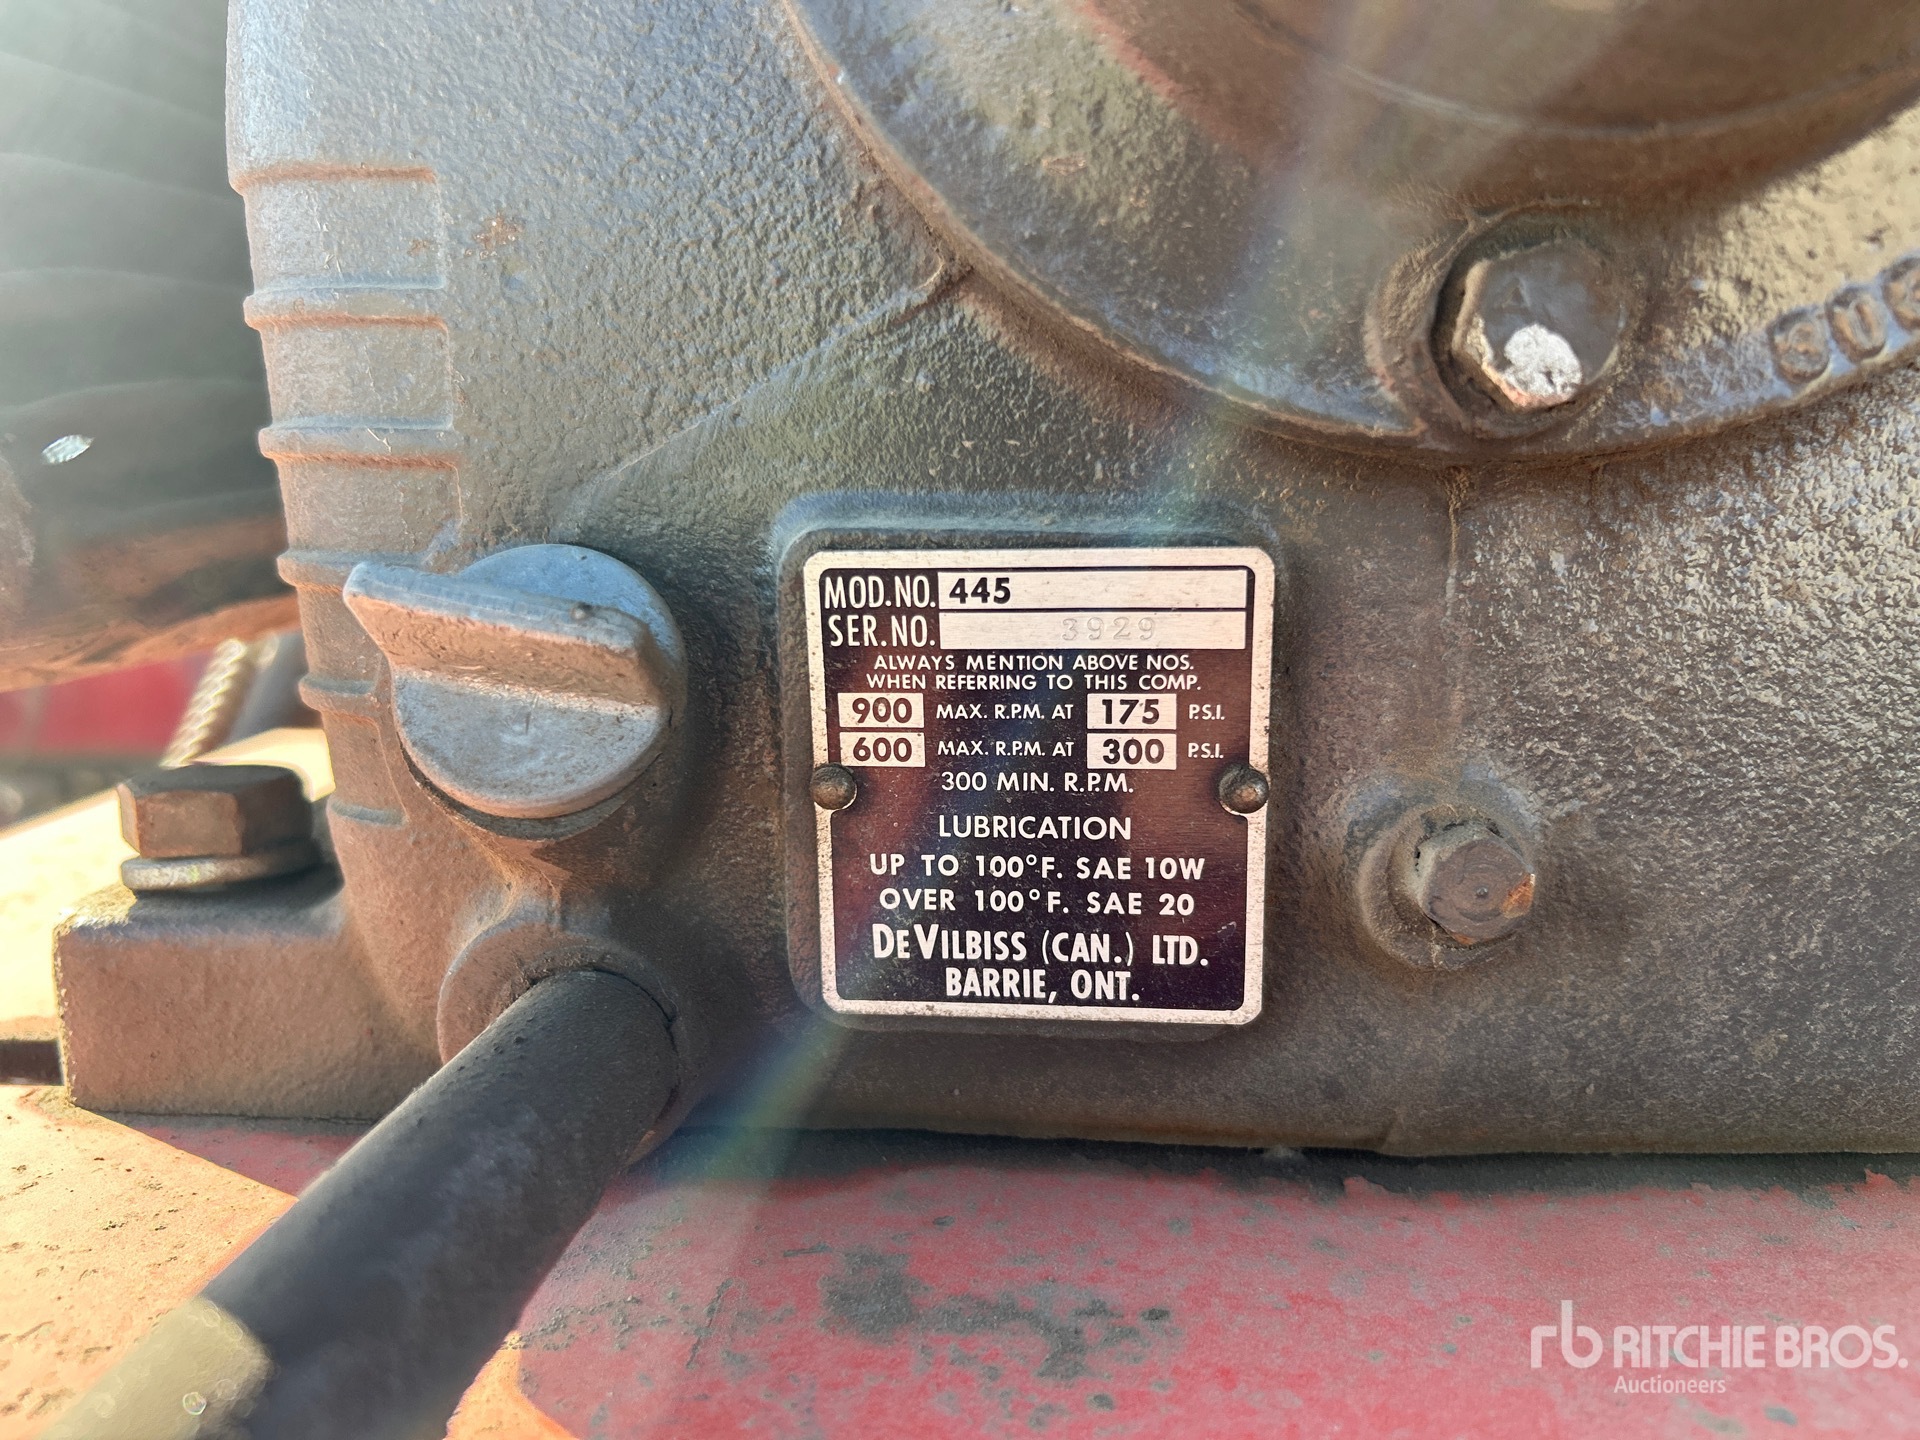 MOD.NO. 445
SER.NO. 3929
ALWAYS MENTION ABOVE NOS.
WHEN REFERRING TO THIS COMP.
900 MAX. R.P.M. AT 175 P.S.I.
600 MAX. R.P.M. AT 300 P.S.I.
300 MIN. R.P.M.
LUBRICATION
UP TO 100°F. SAE 10W
OVER 100°F. SAE 20
DEVILBISS (CAN.) LTD.
BARRIE, ONT.
rb RITCHIE BROS.
Auctioneers